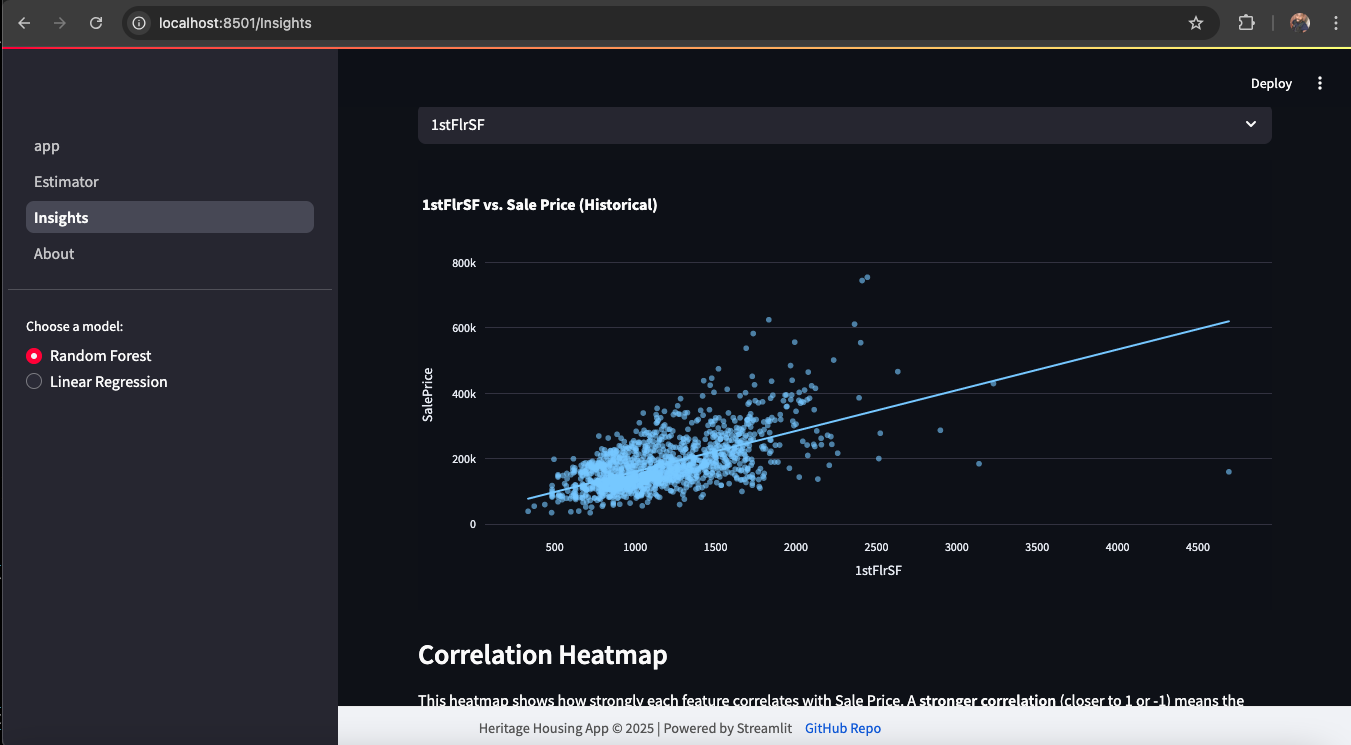 localhost:8501/Insights
Deploy
app
Estimator
Insights
About
Choose a model:
Random Forest
Linear Regression
1stFlrSF
1stFlrSF vs. Sale Price (Historical)
800k
600k
400k
200k
0
SalePrice
500 1000 1500 2000 2500 3000 3500 4000 4500
1stFlrSF
Correlation Heatmap
This heatmap shows how strongly each feature correlates with Sale Price. A stronger correlation (closer to 1 or -1) means the
Heritage Housing App © 2025 | Powered by Streamlit GitHub Repo